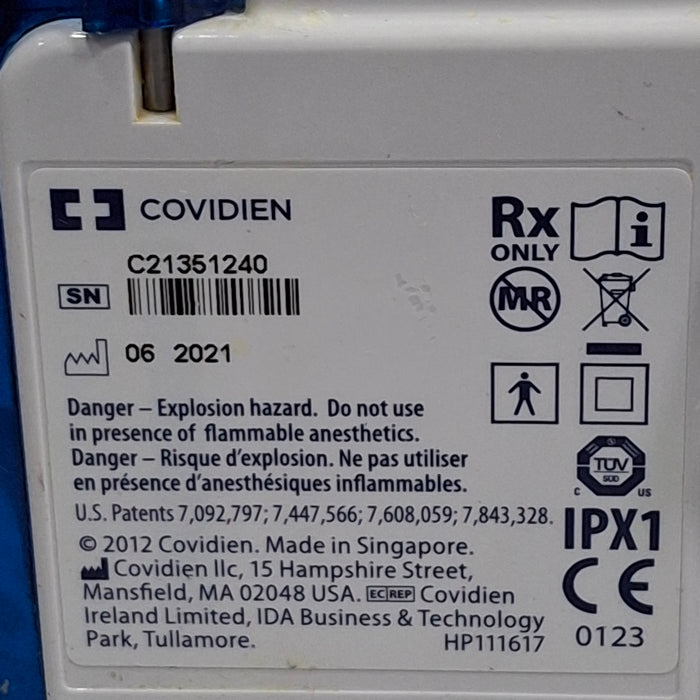 COVIDIEN
C21351240
SN
06 2021
Rx
ONLY
i
MR
Danger – Explosion hazard. Do not use
in presence of flammable anesthetics.
Danger – Risque d'explosion. Ne pas utiliser
en présence d'anesthésiques inflammables.
U.S. Patents 7,092,797; 7,447,566; 7,608,059; 7,843,328.
© 2012 Covidien. Made in Singapore.
Covidien llc, 15 Hampshire Street,
Mansfield, MA 02048 USA. EC REP Covidien
Ireland Limited, IDA Business & Technology
Park, Tullamore. HP111617
TÜV
SÜD
C US
IPX1
CE
0123